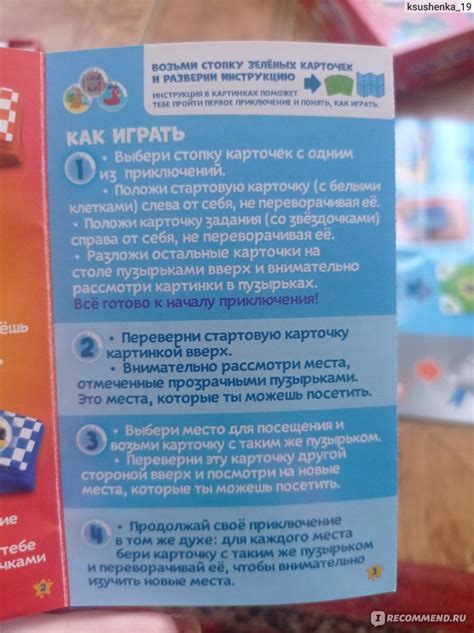 ksushenka_19
ВОЗЬМИ СТОПКУ ЗЕЛЁНЫХ КАРТОЧЕК
И РАЗВЕРНИ ИНСТРУКЦИЮ
ИНСТРУКЦИЯ В КАРТИНКАХ ПОМОЖЕТ
ТЕБЕ ПРОЙТИ ПЕРВОЕ ПРИКЛЮЧЕНИЕ И ПОНЯТЬ, КАК ИГРАТЬ.
КАК ИГРАТЬ
1 • Выбери стопку карточек с одним
из приключений.
• Положи стартовую карточку (с белыми
клетками) слева от себя, не переворачивая её.
• Положи карточку задания (со звёздочками)
справа от себя, не переворачивая её.
• Разложи остальные карточки на
столе пузырьками вверх и внимательно
рассмотри картинки в пузырьках.
Всё готово к началу приключения!
2 • Переверни стартовую карточку
картинкой вверх.
• Внимательно рассмотри места,
отмеченные прозрачными пузырьками.
Это места, которые ты можешь посетить.
3 • Выбери место для посещения и
возьми карточку с таким же пузырьком.
• Переверни эту карточку другой
стороной вверх и посмотри на новые
места, которые ты можешь посетить.
4 • Продолжай своё приключение
в том же духе: для каждого места
бери карточку с таким же пузырьком
и переворачивай её, чтобы внимательно
изучить новые места.
ёшь
ние
тебе
чками
2
3
I RECOMMEND.RU